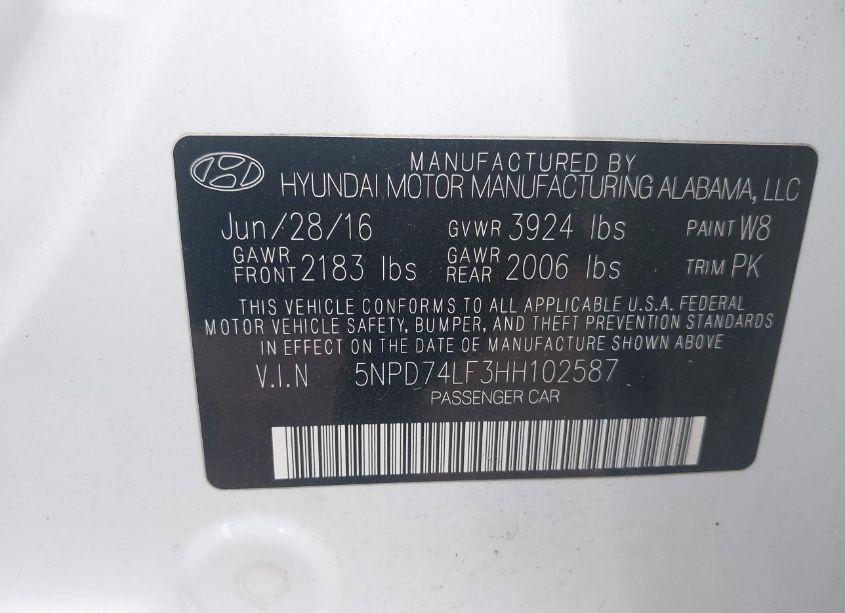 MANUFACTURED BY
HYUNDAI MOTOR MANUFACTURING ALABAMA, LLC
Jun/28/16 GVWR 3924 lbs PAINT W8
GAWR FRONT 2183 lbs GAWR REAR 2006 lbs TRIM PK
THIS VEHICLE CONFORMS TO ALL APPLICABLE U.S.A. FEDERAL
MOTOR VEHICLE SAFETY, BUMPER, AND THEFT PREVENTION STANDARDS
IN EFFECT ON THE DATE OF MANUFACTURE SHOWN ABOVE
V.I.N 5NPD74LF3HH102587
PASSENGER CAR